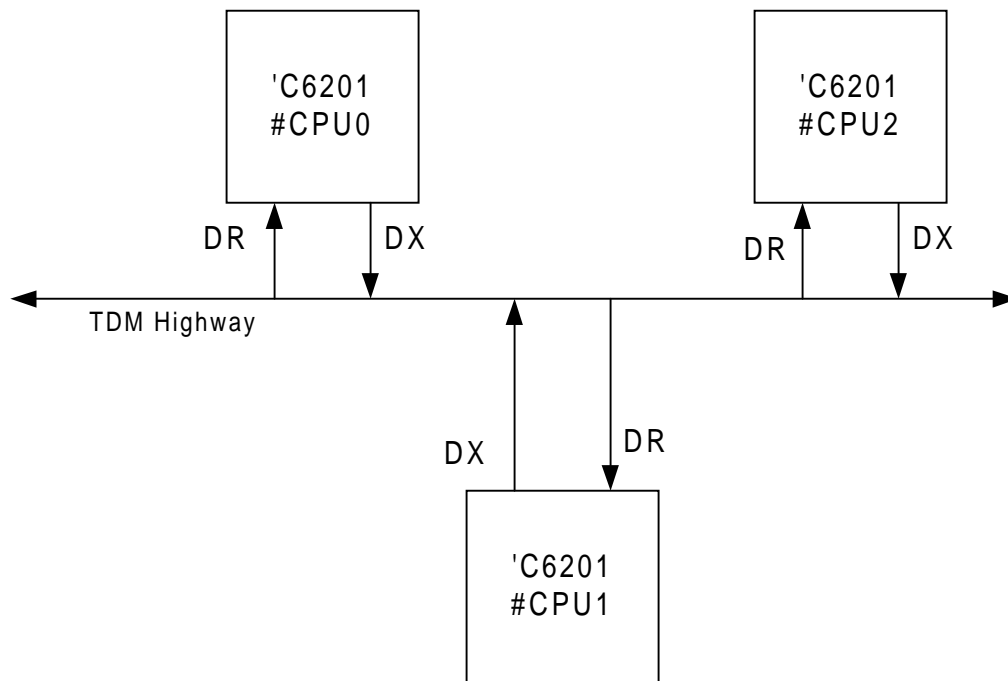 'C6201
#CPU0
'C6201
#CPU2
DR
DX
DR
DX
TDM Highway
DX
DR
'C6201
#CPU1